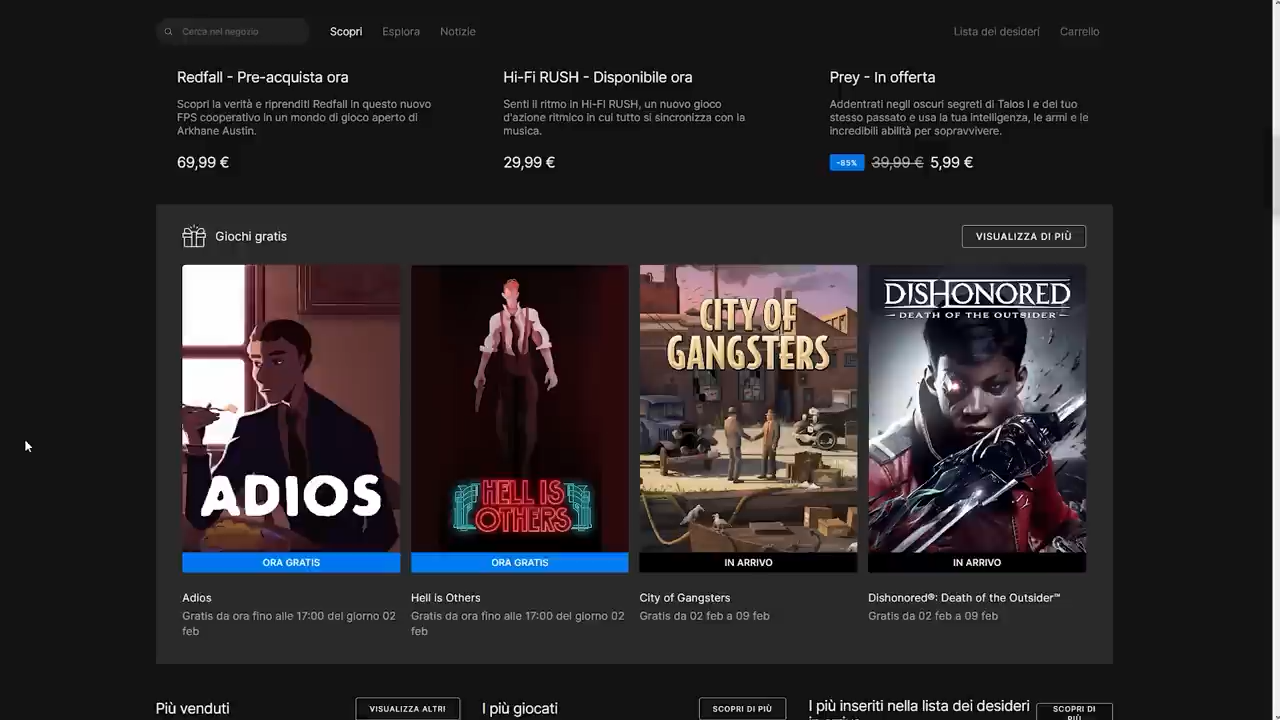 Cerca nel negozio
Scopri
Esplora
Notizie
Lista dei desideri
Carrello
Redfall - Pre-acquista ora
Scopri la verità e riprenditi Redfall in questo nuovo
FPS cooperativo in un mondo di gioco aperto di
Arkhane Austin.
69,99 €
Hi-Fi RUSH - Disponibile ora
Senti il ritmo in Hi-Fi RUSH, un nuovo gioco
d'azione ritmico in cui tutto si sincronizza con la
musica.
29,99 €
Prey - In offerta
Addentrati negli oscuri segreti di Talos I e del tuo
stesso passato e usa la tua intelligenza, le armi e le
incredibili abilità per sopravvivere.
-85% 39,99 € 5,99 €
Giochi gratis
VISUALIZZA DI PIÙ
ADIOS
ORA GRATIS
Adios
Gratis da ora fino alle 17:00 del giorno 02
feb
HELL IS
OTHERS
ORA GRATIS
Hell is Others
Gratis da ora fino alle 17:00 del giorno 02
feb
CITY OF
GANGSTERS
IN ARRIVO
City of Gangsters
Gratis da 02 feb a 09 feb
DISHONORED
DEATH OF THE OUTSIDER
IN ARRIVO
Dishonored®: Death of the Outsider™
Gratis da 02 feb a 09 feb
Più venduti
VISUALIZZA ALTRI
I più giocati
SCOPRI DI PIÙ
I più inseriti nella lista dei desideri
in arrivo
SCOPRI DI
PIÙ